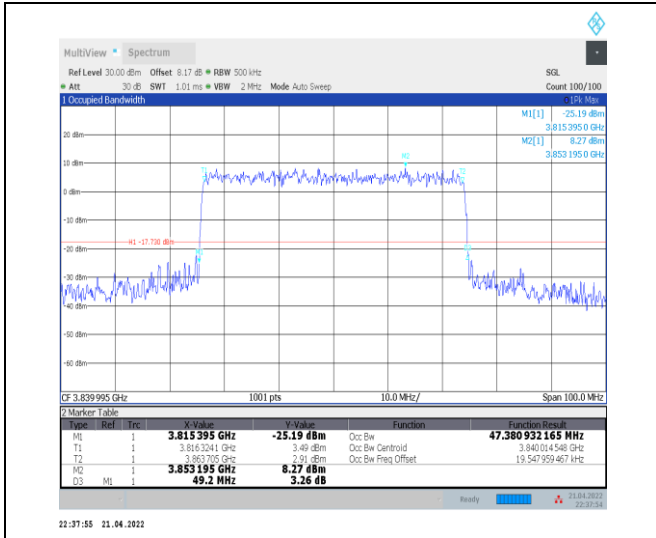 MultiView Spectrum
Ref Level 30.00 dBm Offset 8.17 dB RBW 500 kHz SGL
Att 30 dB SWT 1.01 ms VBW 2 MHz Mode Auto Sweep Count 100/100
1 Occupied Bandwidth 1Pk Max
M1[1] -25.19 dBm
3.815 395 0 GHz
M2[1] 8.27 dBm
3.853 195 0 GHz
20 dBm
10 dBm
0 dBm
-10 dBm
H1 -17.730 dBm
-20 dBm
-30 dBm
-50 dBm
-60 dBm
CF 3.839 995 GHz 1001 pts 10.0 MHz/ Span 100.0 MHz
2 Marker Table
Type Ref Trc X-Value Y-Value Function Function Result
M1 1 3.815 395 GHz -25.19 dBm Occ Bw 47.380 932 165 MHz
T1 1 3.8163241 GHz 3.49 dBm Occ Bw Centroid 3.840 014 548 GHz
T2 1 3.863705 GHz 2.91 dBm Occ Bw Freq Offset 19.547 959 467 kHz
M2 1 3.853 195 GHz 8.27 dBm
D3 M1 1 49.2 MHz 3.26 dB
Ready 21.04.2022
22:37:54
22:37:55 21.04.2022